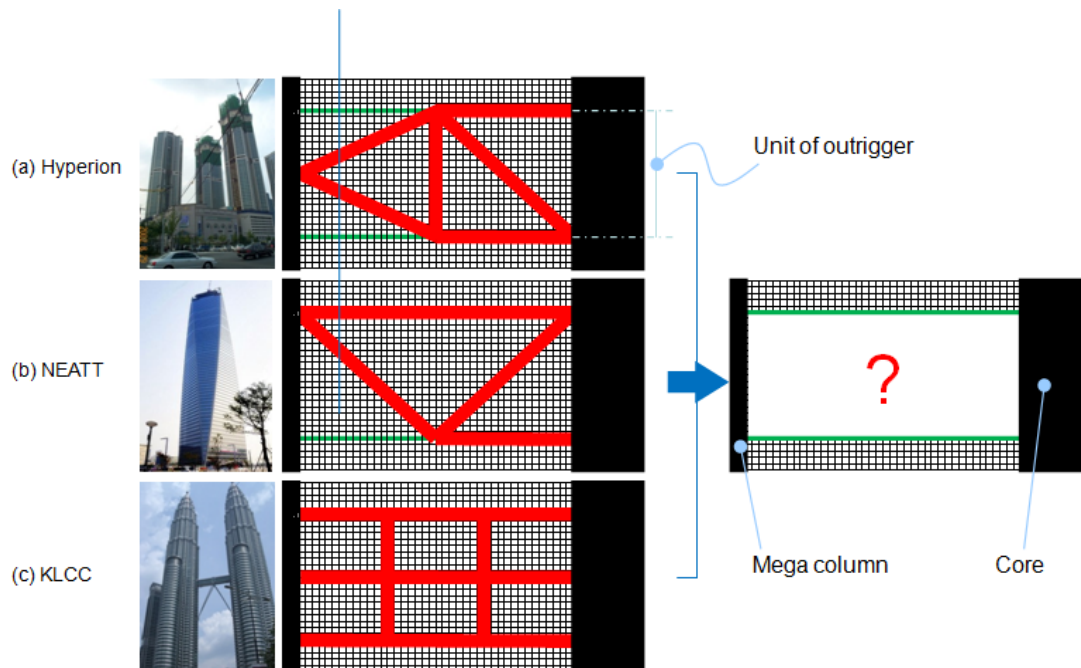 (a) Hyperion
Unit of outrigger
(b) NEATT
?
(c) KLCC
Mega column
Core